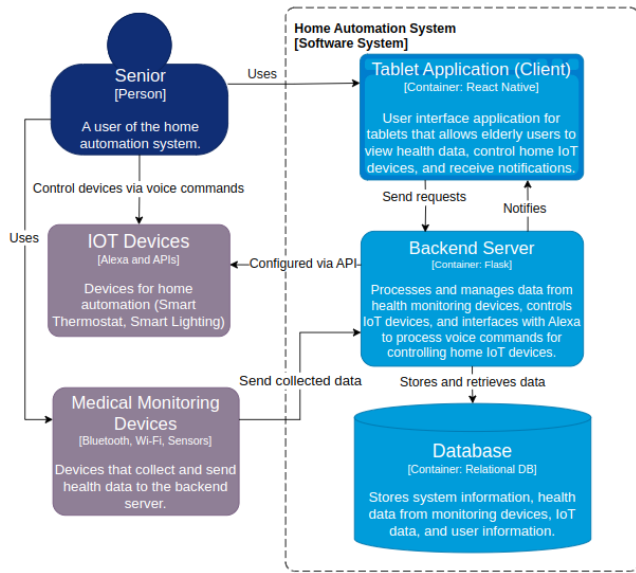 Home Automation System
[Software System]
Senior
[Person]
A user of the home
automation system.
Uses
Tablet Application (Client)
[Container: React Native]
User interface application for
tablets that allows elderly users to
view health data, control home IoT
devices, and receive notifications.
Control devices via voice commands
Send requests
Notifies
Uses
IOT Devices
[Alexa and APIs]
Devices for home
automation (Smart
Thermostat, Smart Lighting)
Configured via API
Backend Server
[Container: Flask]
Processes and manages data from
health monitoring devices, controls
IoT devices, and interfaces with Alexa
to process voice commands for
controlling home IoT devices.
Send collected data
Stores and retrieves data
Medical Monitoring
Devices
[Bluetooth, Wi-Fi, Sensors]
Devices that collect and send
health data to the backend
server.
Database
[Container: Relational DB]
Stores system information, health
data from monitoring devices, IoT
data, and user information.